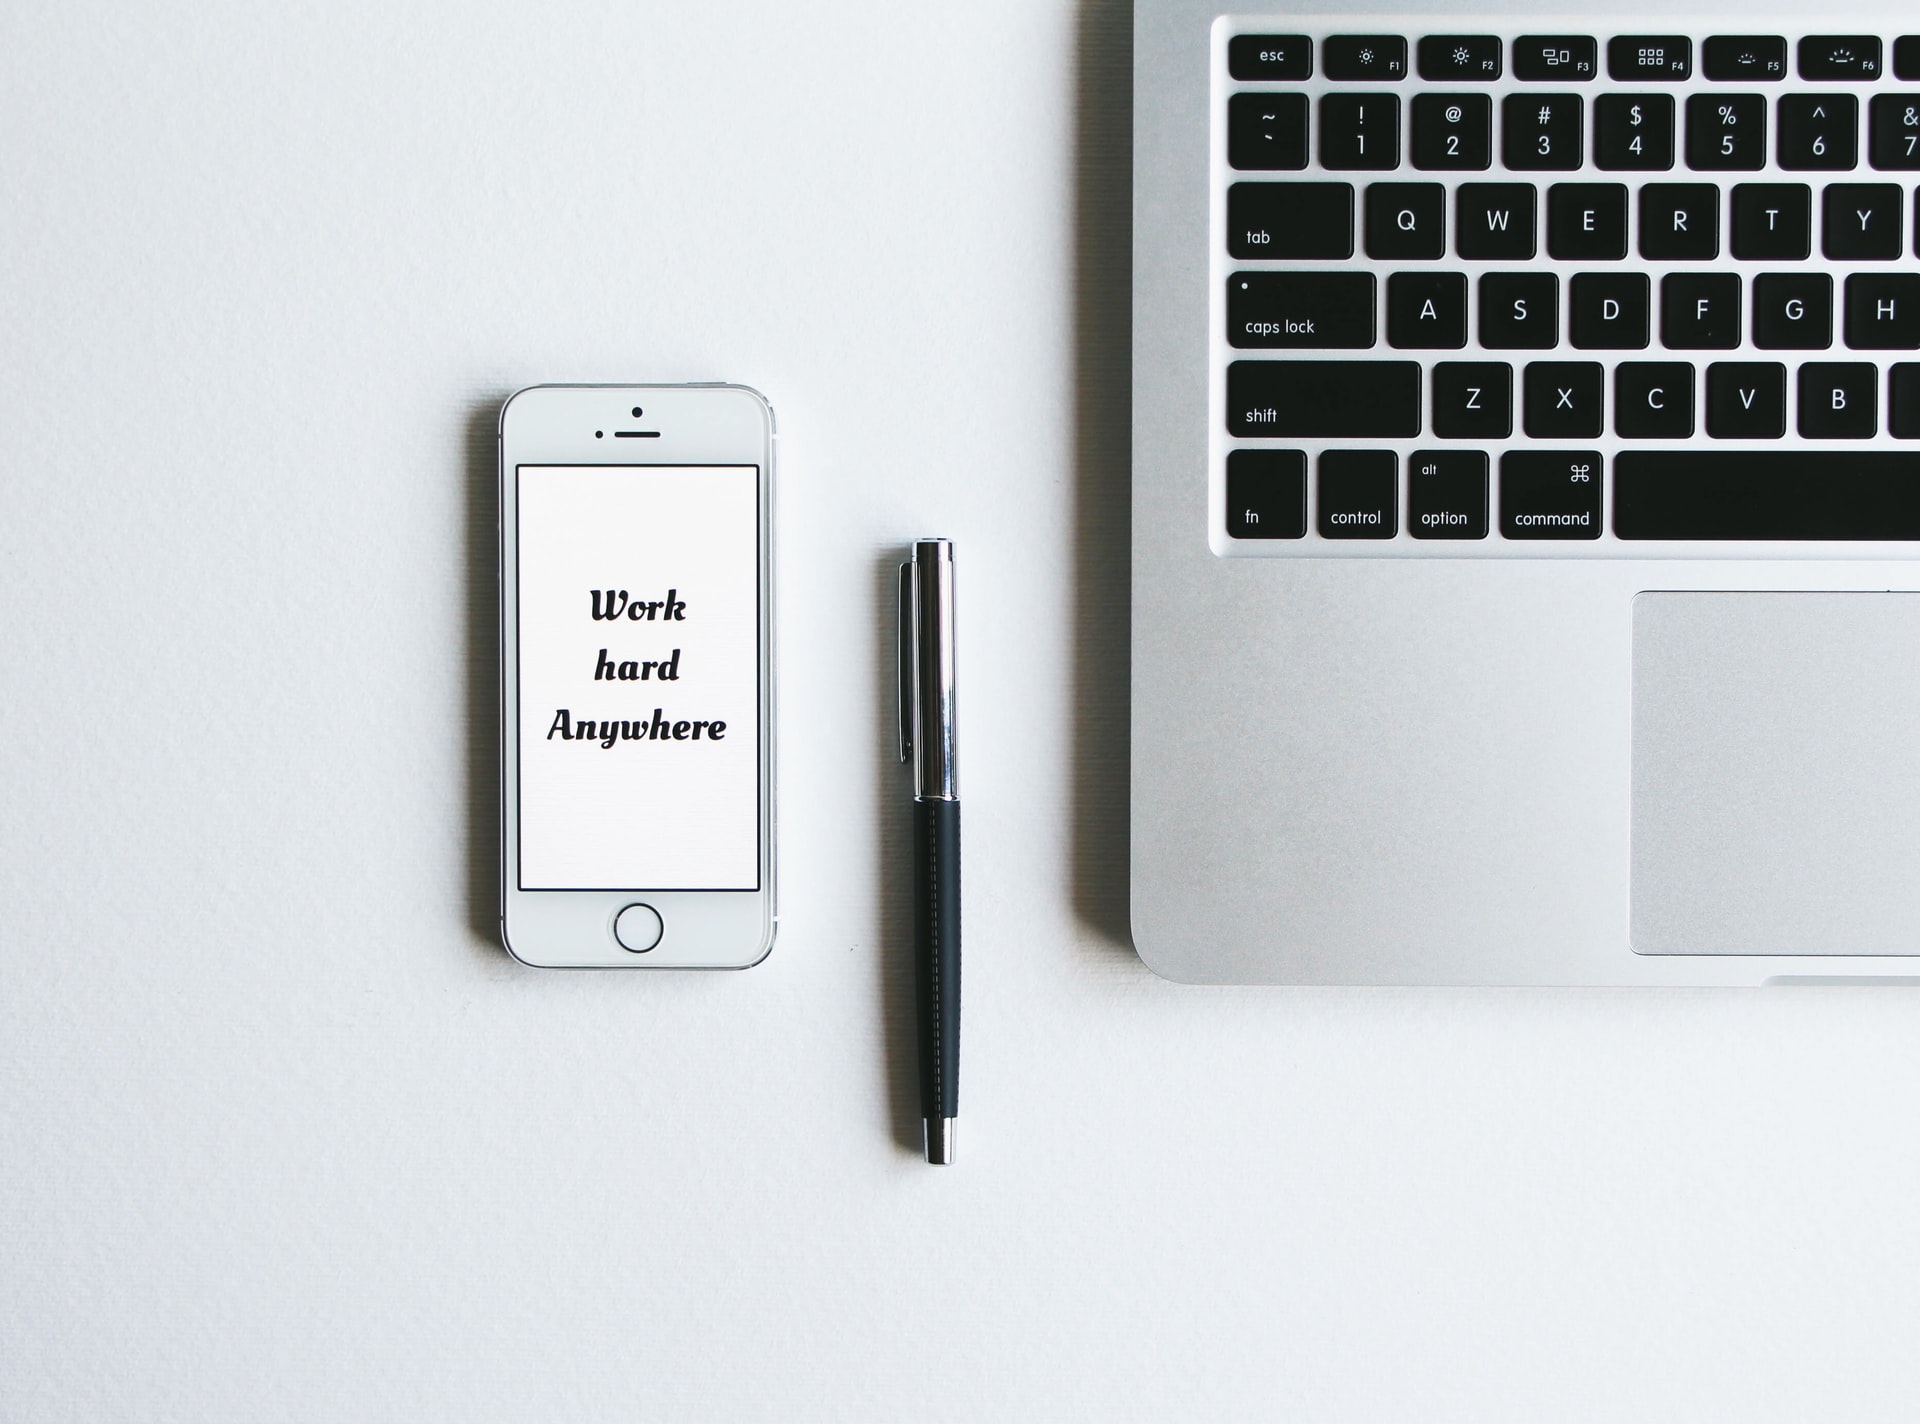 Work
hard
Anywhere
esc F1 F2 F3 F4 F5 F6
~ ! @ # $ % ^ &
` 1 2 3 4 5 6 7
tab Q W E R T Y
caps lock A S D F G H
shift Z X C V B
alt ⌘
fn control option command